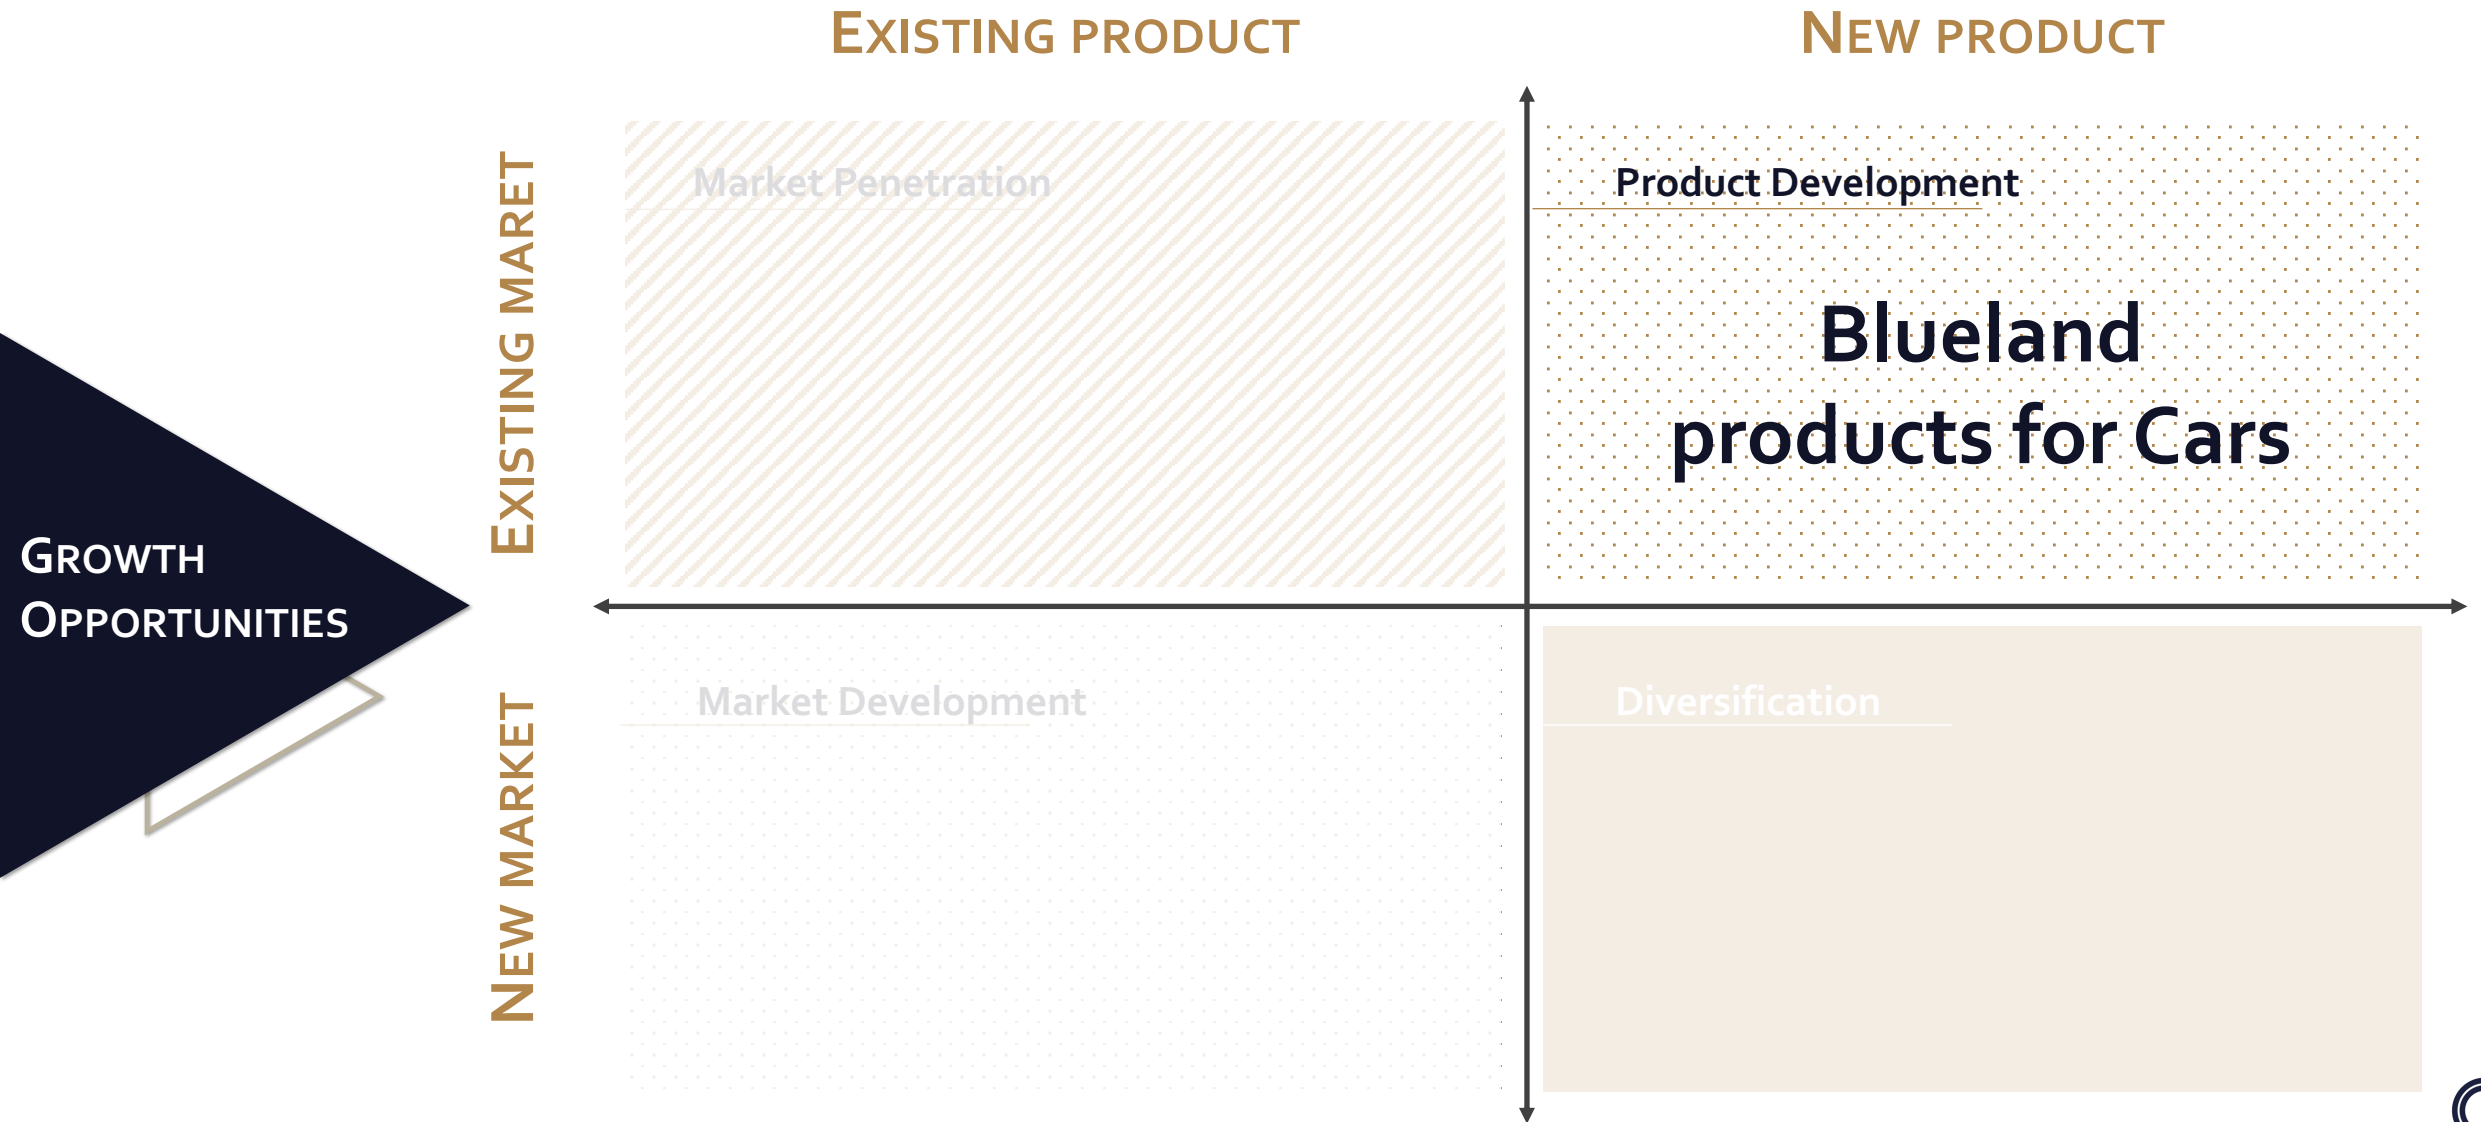 EXISTING PRODUCT
NEW PRODUCT
EXISTING MARET
Market Penetration
Product Development
Blueland
products for Cars
GROWTH
OPPORTUNITIES
NEW MARKET
Market Development
Diversification